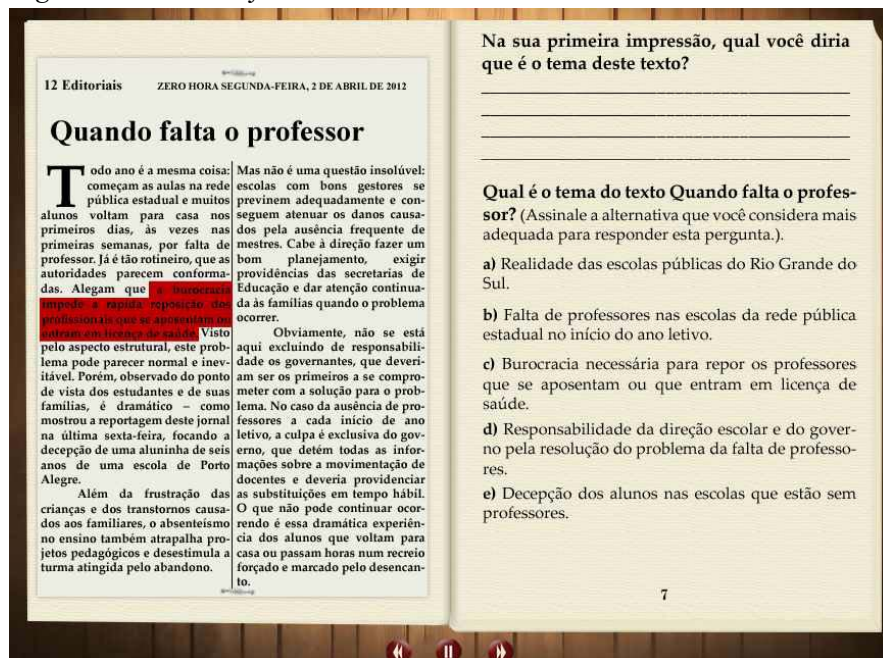 12 Editoriais ZERO HORA SEGUNDA-FEIRA, 2 DE ABRIL DE 2012
Quando falta o professor
Todo ano é a mesma coisa:
começam as aulas na rede
pública estadual e muitos
alunos voltam para casa nos
primeiros dias, às vezes nas
primeiras semanas, por falta de
professor. Já é tão rotineiro, que as
autoridades parecem conforma-
das. Alegam que a burocracia
impede a rápida reposição dos
profissionais que se aposentam ou
entram em licença de saúde. Visto
pelo aspecto estrutural, este prob-
lema pode parecer normal e inev-
itável. Porém, observado do ponto
de vista dos estudantes e de suas
famílias, é dramático – como
mostrou a reportagem deste jornal
na última sexta-feira, focando a
decepção de uma aluninha de seis
anos de uma escola de Porto
Alegre.
Além da frustração das
crianças e dos transtornos causa-
dos aos familiares, o absenteísmo
no ensino também atrapalha pro-
jetos pedagógicos e desestimula a
turma atingida pelo abandono.
Mas não é uma questão insolúvel:
escolas com bons gestores se
previnem adequadamente e con-
seguem atenuar os danos causa-
dos pela ausência frequente de
mestres. Cabe à direção fazer um
bom planejamento, exigir
providências das secretarias de
Educação e dar atenção continua-
da às famílias quando o problema
ocorrer.
Obviamente, não se está
aqui excluindo de responsabili-
dade os governantes, que deveri-
am ser os primeiros a se compro-
meter com a solução para o prob-
lema. No caso da ausência de pro-
fessores a cada início de ano
letivo, a culpa é exclusiva do gov-
erno, que detém todas as infor-
mações sobre a movimentação de
docentes e deveria providenciar
as substituições em tempo hábil.
O que não pode continuar ocor-
rendo é essa dramática experiên-
cia dos alunos que voltam para
casa ou passam horas num recreio
forçado e marcado pelo desencan-
to.
Na sua primeira impressão, qual você diria
que é o tema deste texto?
Qual é o tema do texto Quando falta o profes-
sor? (Assinale a alternativa que você considera mais
adequada para responder esta pergunta.).
a) Realidade das escolas públicas do Rio Grande do
Sul.
b) Falta de professores nas escolas da rede pública
estadual no início do ano letivo.
c) Burocracia necessária para repor os professores
que se aposentam ou que entram em licença de
saúde.
d) Responsabilidade da direção escolar e do gover-
no pela resolução do problema da falta de professo-
res.
e) Decepção dos alunos nas escolas que estão sem
professores.
7